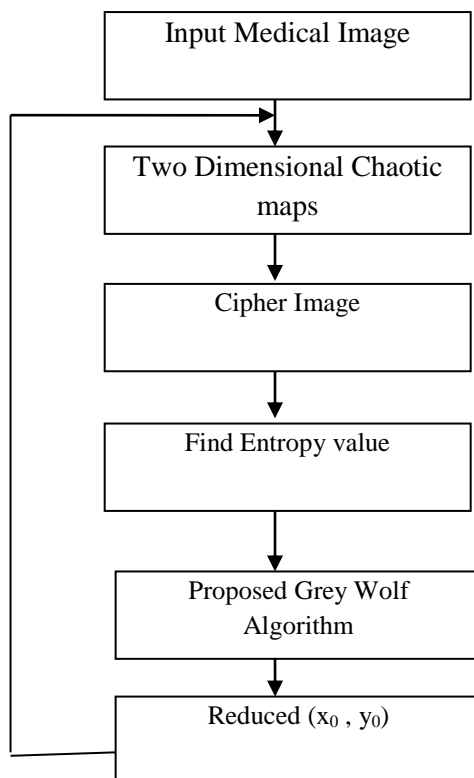 Input Medical Image
Two Dimensional Chaotic
maps
Cipher Image
Find Entropy value
Proposed Grey Wolf
Algorithm
Reduced (x₀ , y₀)